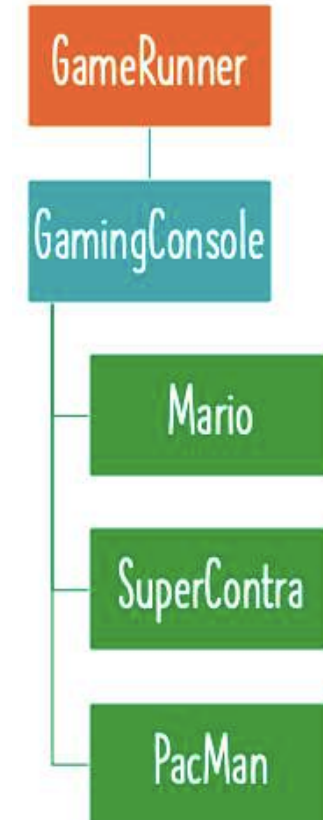 GameRunner
GamingConsole
Mario
SuperContra
PacMan